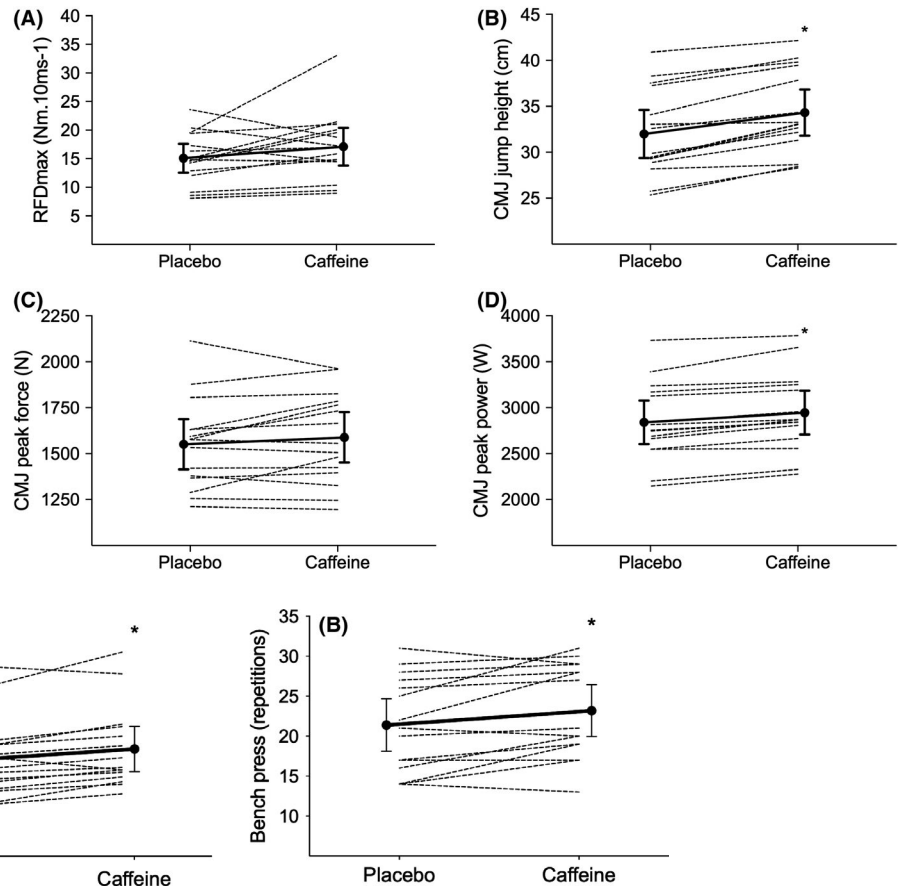 (A)
RFDmax (Nm.10ms-1)
40
35
30
25
20
15
10
5
Placebo
Caffeine
(B)
*
CMJ jump height (cm)
40
35
30
25
Placebo
Caffeine
(C)
CMJ peak force (N)
2250
2000
1750
1500
1250
Placebo
Caffeine
(D)
*
CMJ peak power (W)
4000
3500
3000
2500
2000
Placebo
Caffeine
*
Caffeine
(B)
*
Bench press (repetitions)
35
30
25
20
15
10
Placebo
Caffeine